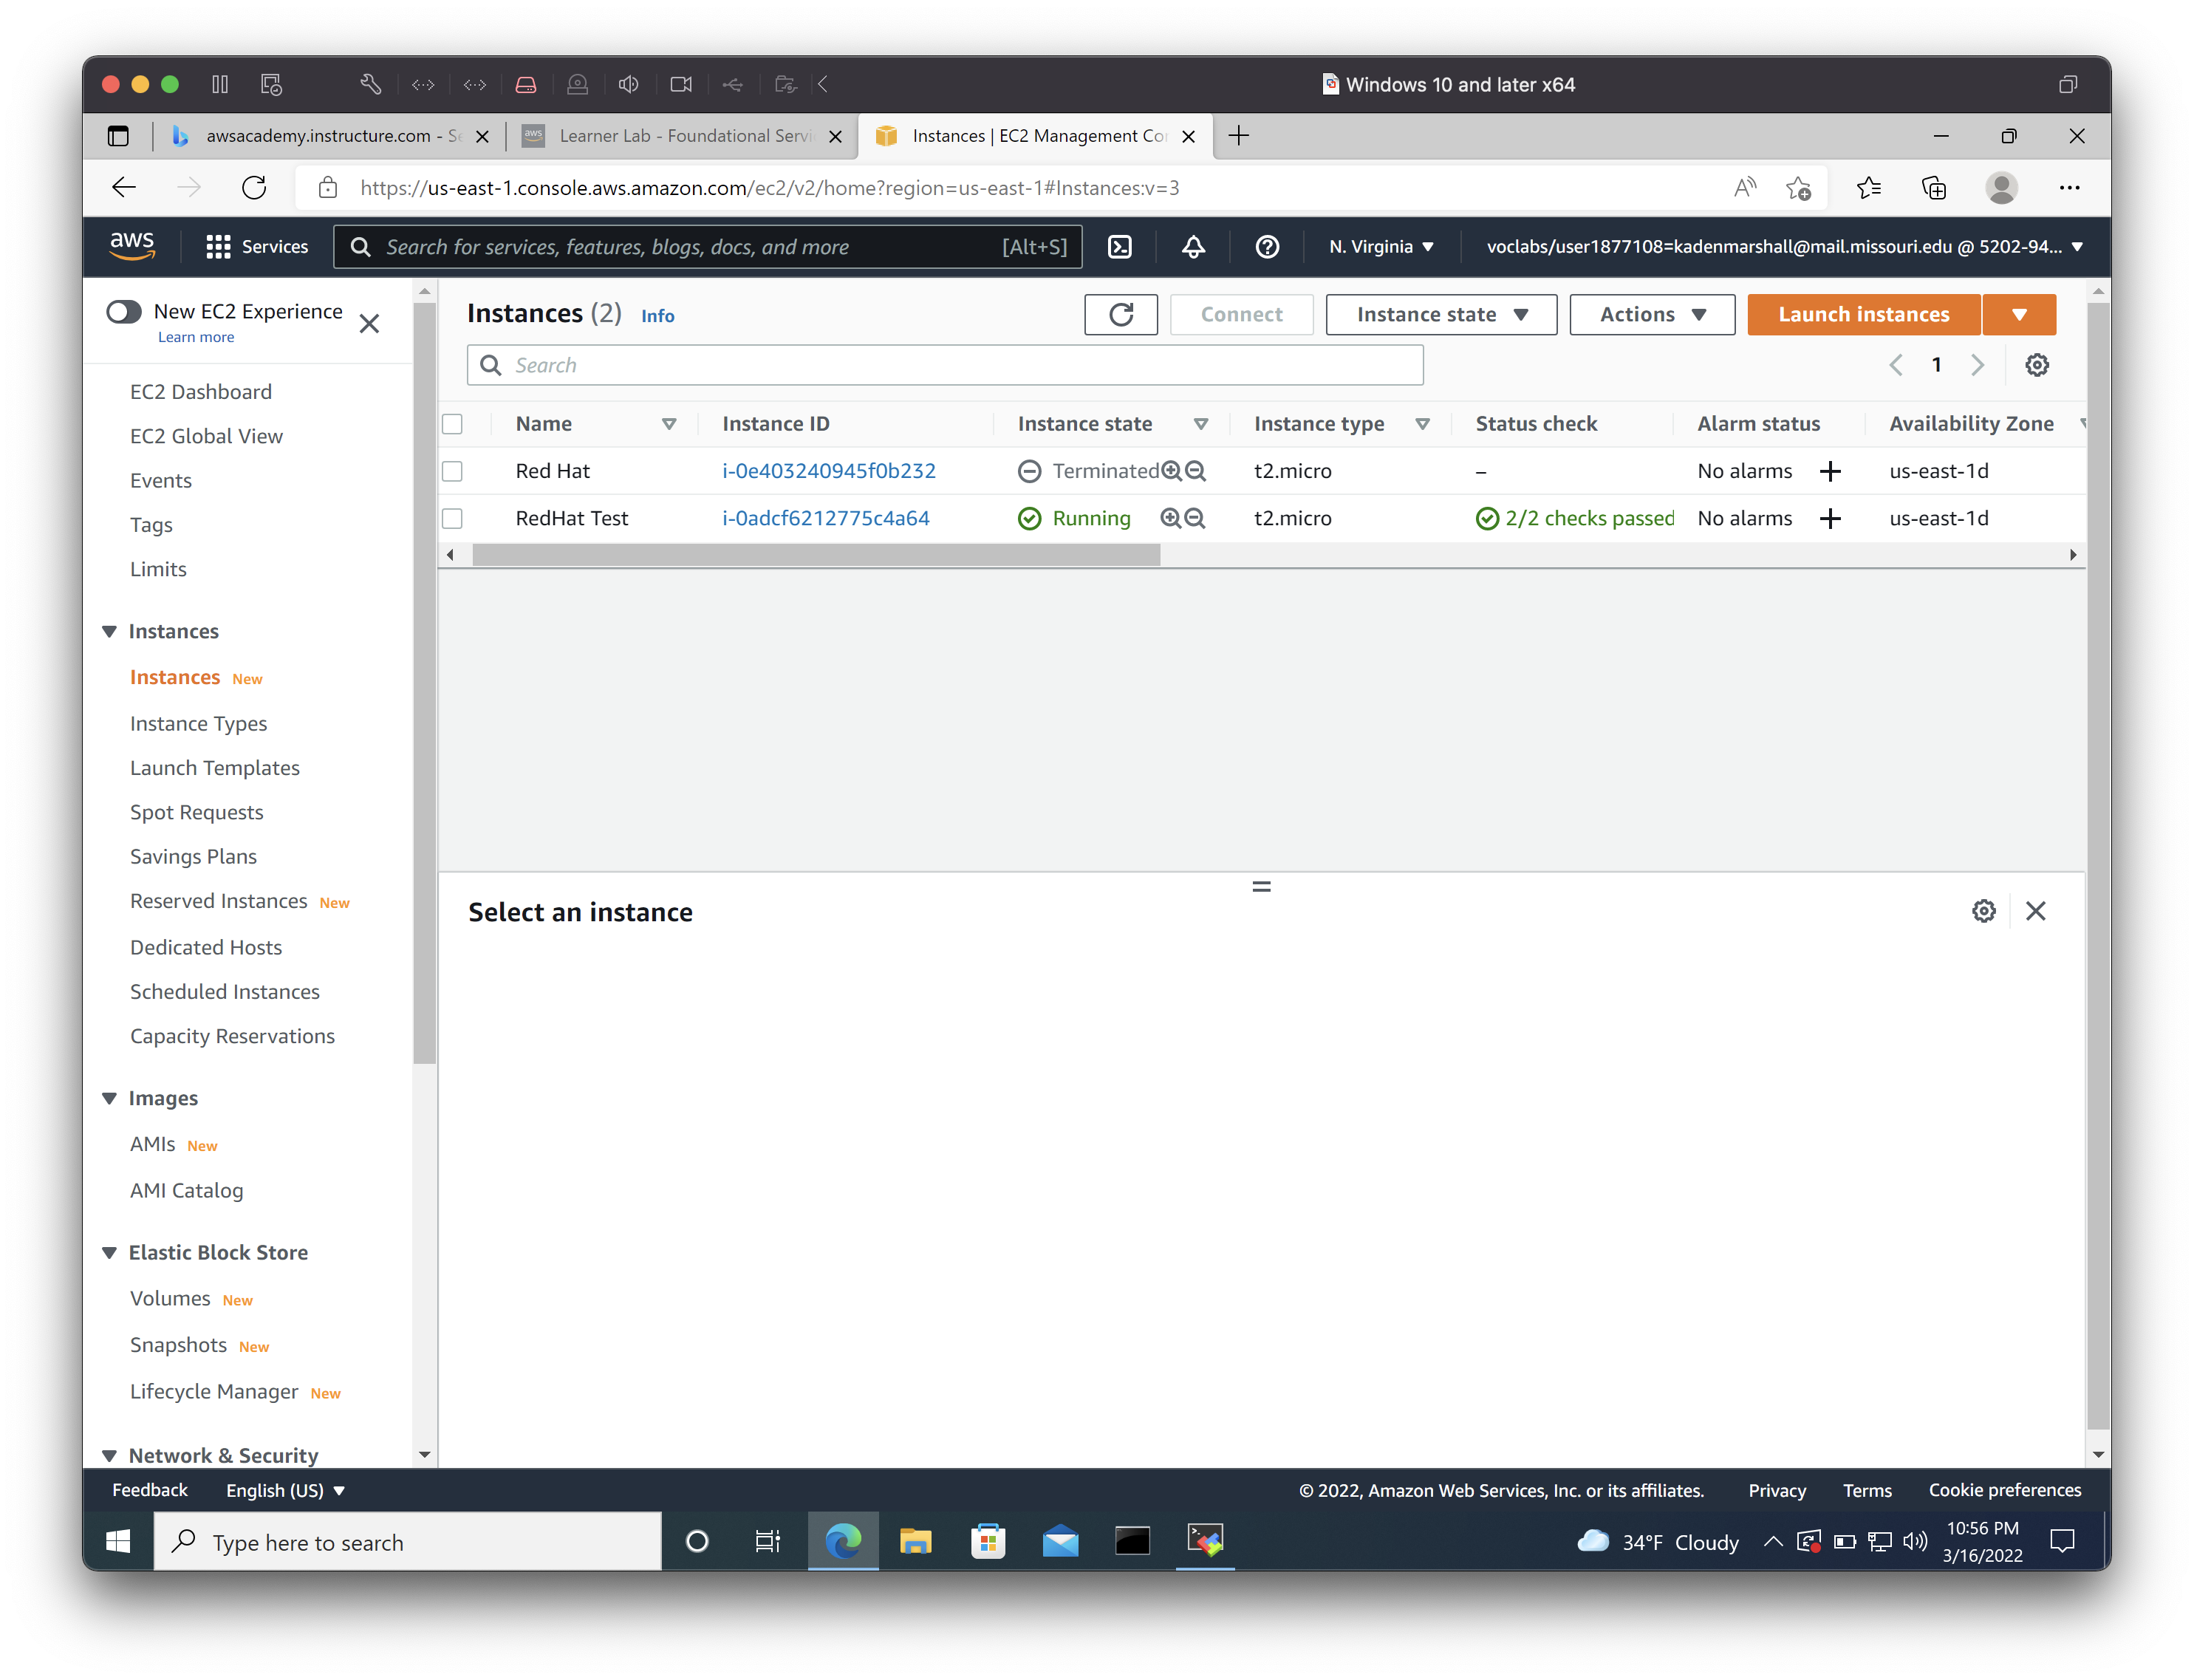 Windows 10 and later x64
awsacademy.instructure.com - Se
Learner Lab - Foundational Servi
Instances | EC2 Management Co
https://us-east-1.console.aws.amazon.com/ec2/v2/home?region=us-east-1#Instances:v=3
aws
Services
Search for services, features, blogs, docs, and more
[Alt+S]
N. Virginia
voclabs/user1877108=kadenmarshall@mail.missouri.edu @ 5202-94...
New EC2 Experience
Learn more
EC2 Dashboard
EC2 Global View
Events
Tags
Limits
Instances
Instances New
Instance Types
Launch Templates
Spot Requests
Savings Plans
Reserved Instances New
Dedicated Hosts
Scheduled Instances
Capacity Reservations
Images
AMIs New
AMI Catalog
Elastic Block Store
Volumes New
Snapshots New
Lifecycle Manager New
Network & Security
Instances (2) Info
Connect
Instance state
Actions
Launch instances
Search
1
Name Instance ID Instance state Instance type Status check Alarm status Availability Zone
Red Hat i-0e403240945f0b232 Terminated t2.micro – No alarms + us-east-1d
RedHat Test i-0adcf6212775c4a64 Running t2.micro 2/2 checks passed No alarms + us-east-1d
Select an instance
Feedback English (US)
© 2022, Amazon Web Services, Inc. or its affiliates. Privacy Terms Cookie preferences
Type here to search
34°F Cloudy
10:56 PM
3/16/2022